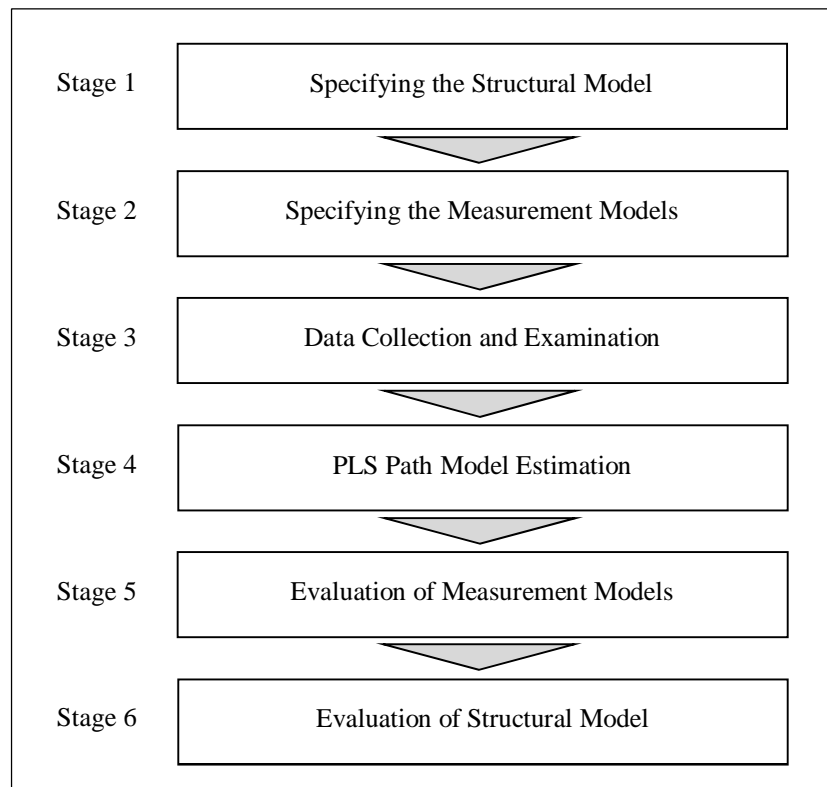 Stage 1 Specifying the Structural Model
Stage 2 Specifying the Measurement Models
Stage 3 Data Collection and Examination
Stage 4 PLS Path Model Estimation
Stage 5 Evaluation of Measurement Models
Stage 6 Evaluation of Structural Model